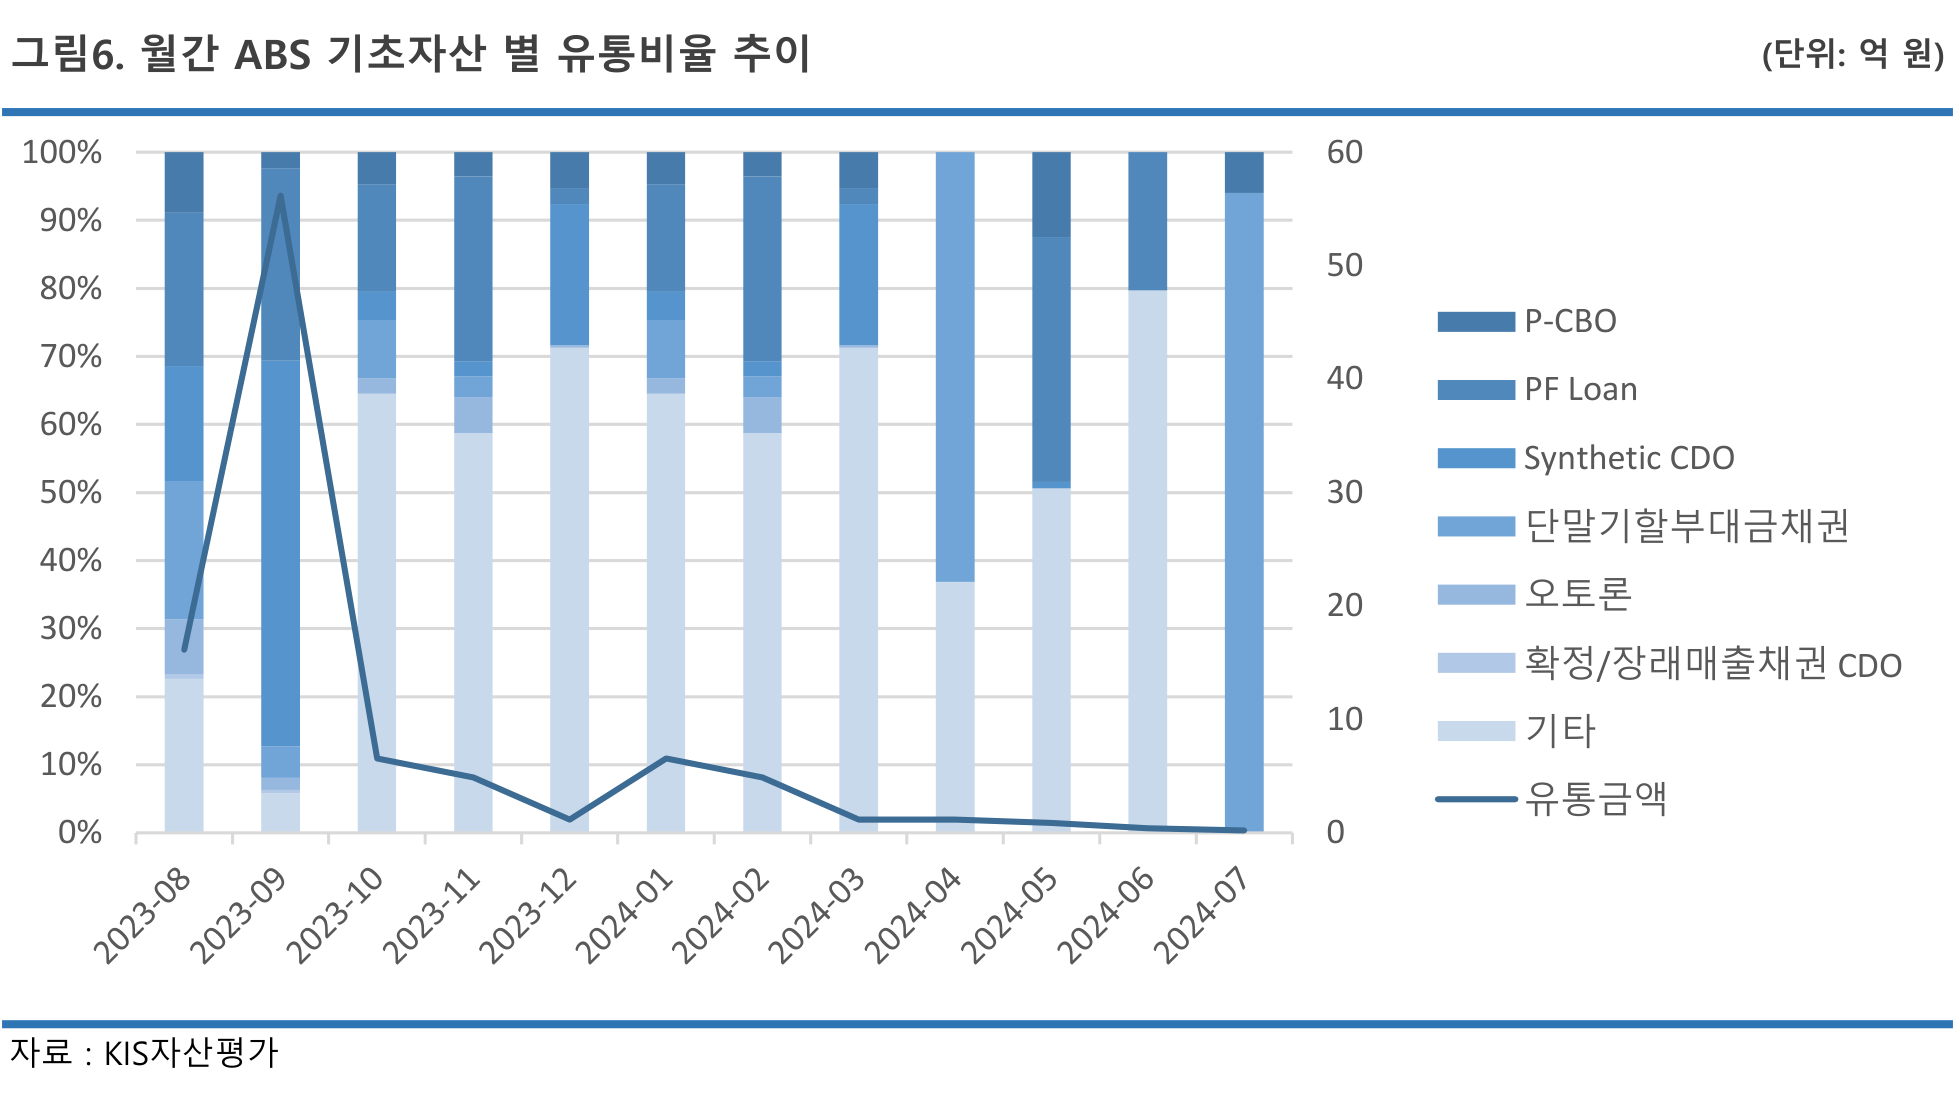 그림6. 월간 ABS 기초자산 별 유통비율 추이 (단위: 억 원)
100% 60
90%
50
80%
P-CBO
70%
40
PF Loan
60%
Synthetic CDO
50% 30
단말기할부대금채권
40%
오토론
30%
20
확정/장래매출채권 CDO
20%
10
기타
10%
유통금액
0% 0
2023-08 2023-09 2023-10 2023-11 2023-12 2024-01 2024-02 2024-03 2024-04 2024-05 2024-06 2024-07
자료 : KIS자산평가